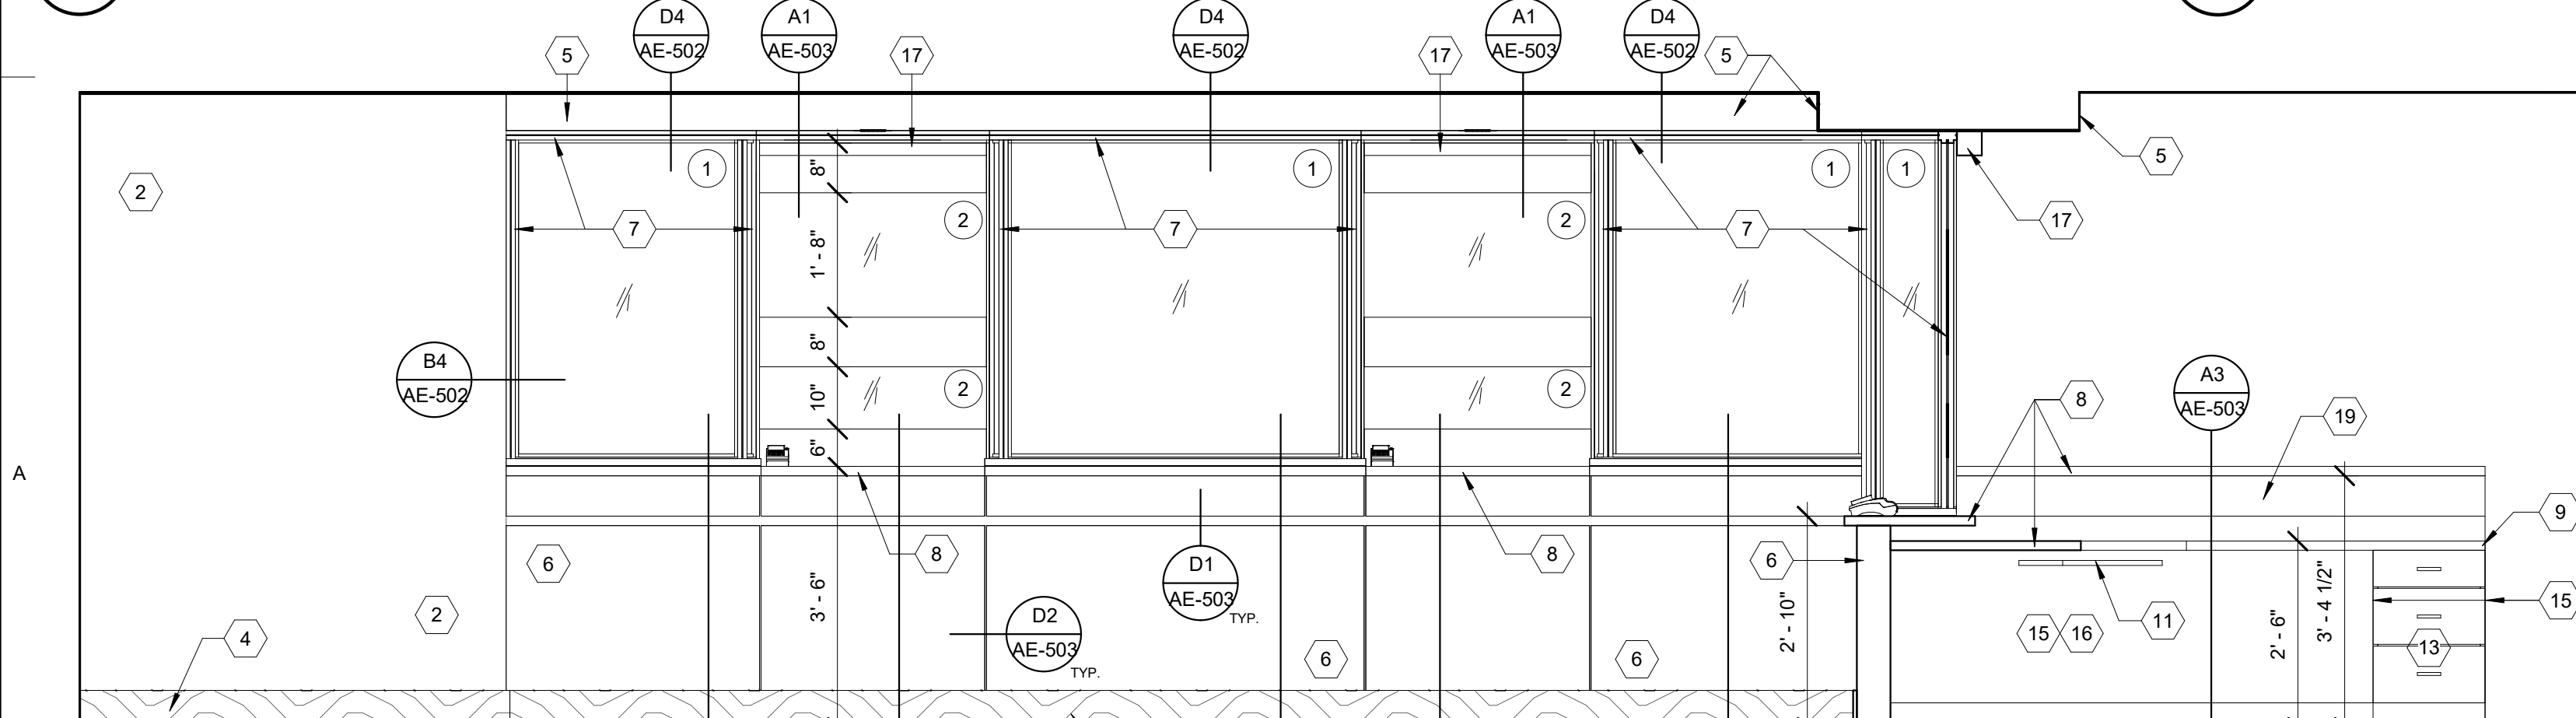 D4
AE-502
A1
AE-503
D4
AE-502
A1
AE-503
D4
AE-502
5
17
17
5
5
2
1
1
1
1
8"
2
2
17
7
7
7
1' - 8"
8"
B4
AE-502
10"
2
2
8
A3
AE-503
19
6"
A
9
6
8
D1
AE-503
TYP.
8
6
3' - 6"
2' - 10"
3' - 4 1/2"
2' - 6"
15
11
2
4
D2
AE-503
TYP.
6
6
15
16
13